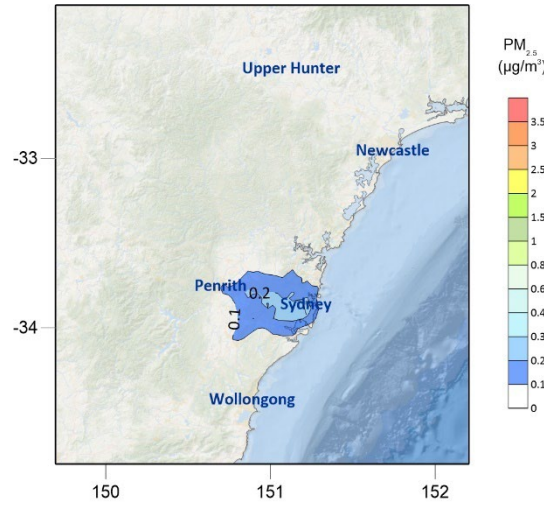 PM2.5
(µg/m³)
Upper Hunter
3.5
3
Newcastle
-33
2.5
2
1.5
1
0.8
Penrith
0.2
0.6
Sydney
0.4
0.1
-34
0.3
0.2
0.1
Wollongong
0
150
151
152